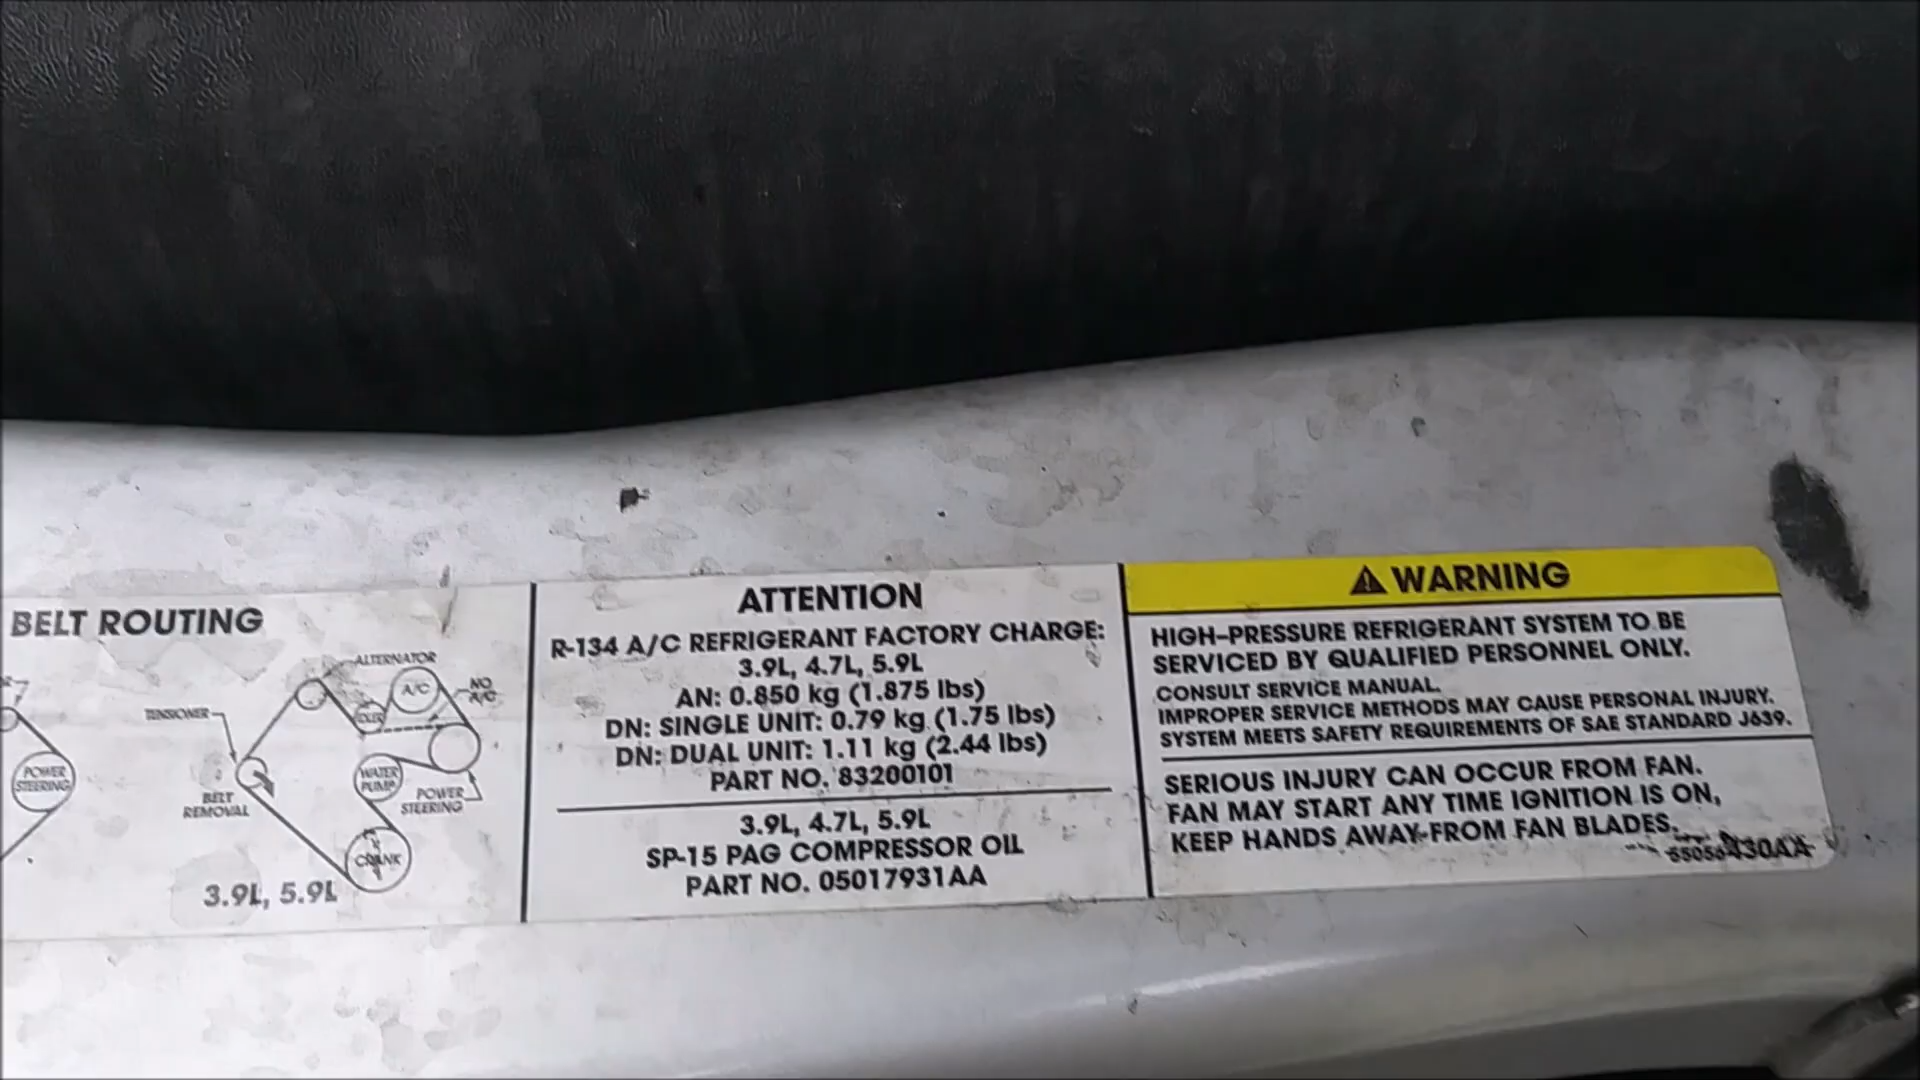 BELT ROUTING
POWER
STEERING
ALTERNATOR
A/C
NO
A/C
IDLER
TENSIONER
WATER
PUMP
BELT
REMOVAL
POWER
STEERING
CRANK
3.9L, 5.9L
ATTENTION
R-134 A/C REFRIGERANT FACTORY CHARGE:
3.9L, 4.7L, 5.9L
AN: 0.850 kg (1.875 lbs)
DN: SINGLE UNIT: 0.79 kg (1.75 lbs)
DN: DUAL UNIT: 1.11 kg (2.44 lbs)
PART NO. 83200101
3.9L, 4.7L, 5.9L
SP-15 PAG COMPRESSOR OIL
PART NO. 05017931AA
WARNING
HIGH-PRESSURE REFRIGERANT SYSTEM TO BE
SERVICED BY QUALIFIED PERSONNEL ONLY.
CONSULT SERVICE MANUAL.
IMPROPER SERVICE METHODS MAY CAUSE PERSONAL INJURY.
SYSTEM MEETS SAFETY REQUIREMENTS OF SAE STANDARD J639.
SERIOUS INJURY CAN OCCUR FROM FAN.
FAN MAY START ANY TIME IGNITION IS ON,
KEEP HANDS AWAY FROM FAN BLADES.